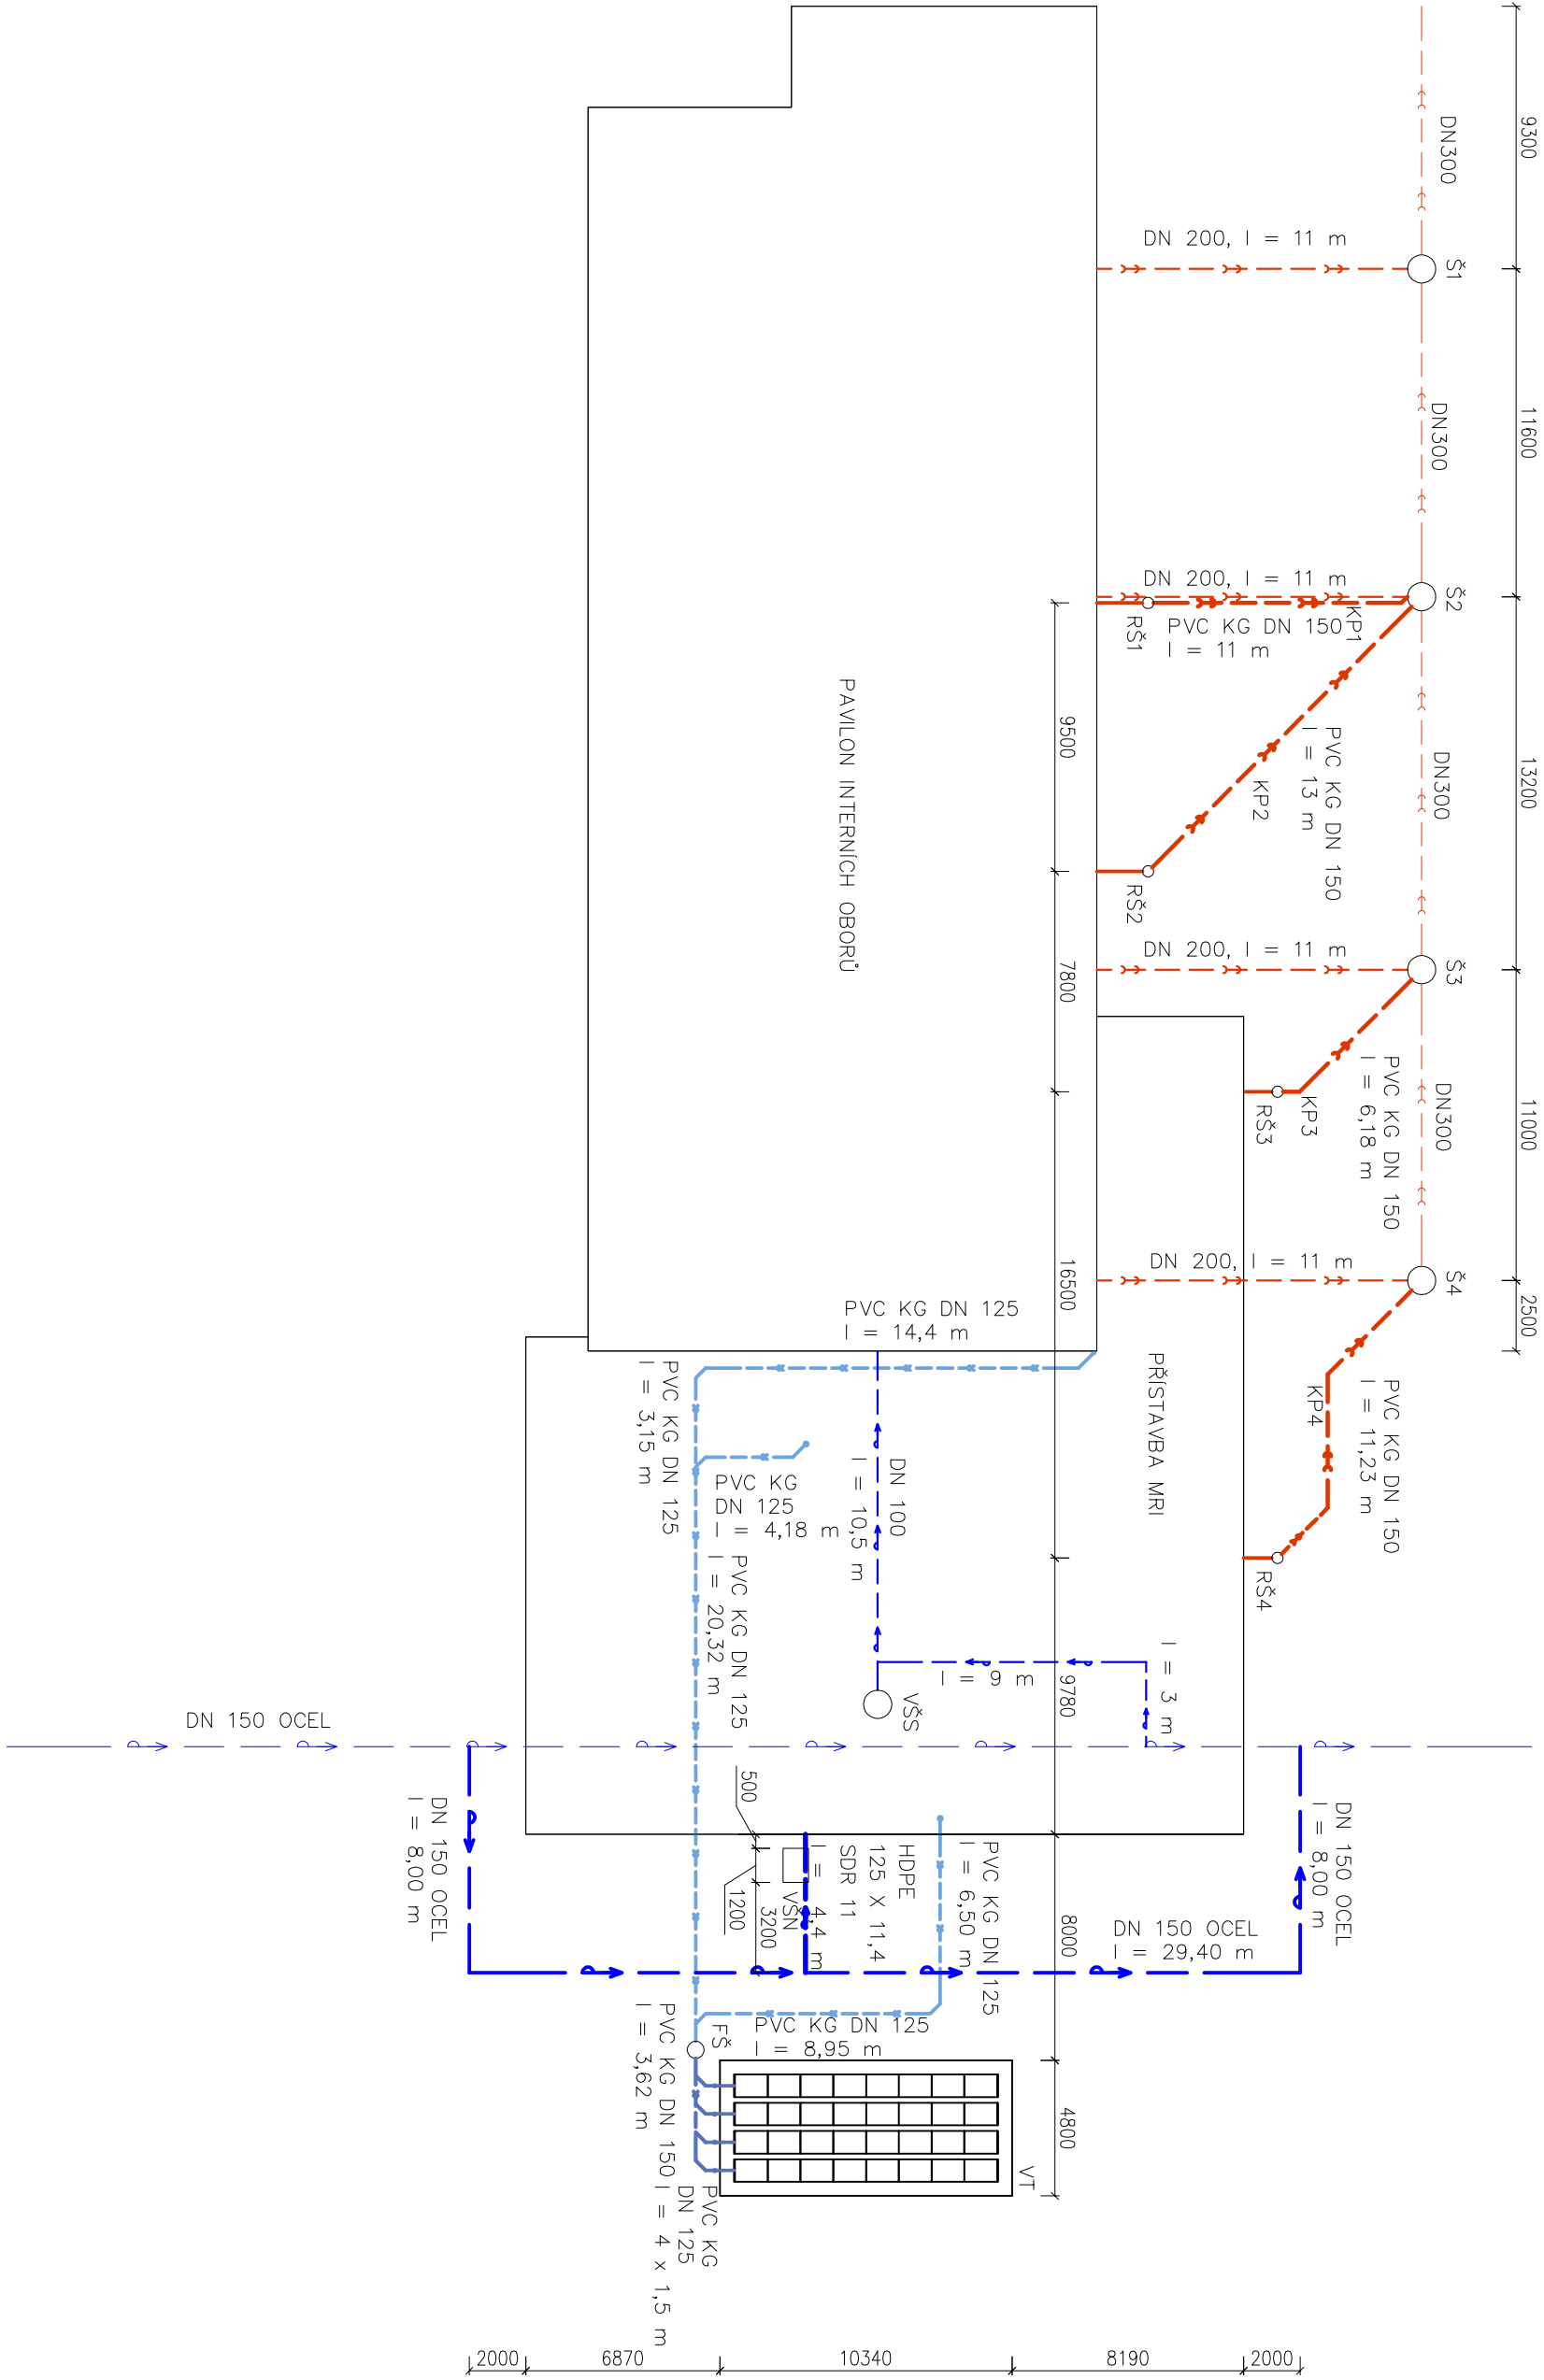 9300
DN300
DN 200, l = 11 m
Š1
11600
DN300
DN 200, l = 11 m
Š2
KP1
RŠ1
PVC KG DN 150
l = 11 m
9500
PVC KG DN 150
l = 13 m
KP2
13200
DN300
RŠ2
PAVILON INTERNÍCH OBORŮ
DN 200, l = 11 m
Š3
7800
PVC KG DN 150
l = 6,18 m
KP3
RŠ3
DN300
11000
DN 200, l = 11 m
Š4
16500
2500
PVC KG DN 125
l = 14,4 m
PŘÍSTAVBA MRI
PVC KG DN 150
l = 11,23 m
KP4
RŠ4
PVC KG DN 125
l = 3,15 m
PVC KG
DN 125
l = 4,18 m
DN 100
l = 10,5 m
PVC KG DN 125
l = 20,32 m
l = 9 m
l = 3 m
9780
VŠS
DN 150 OCEL
500
1200
3200
VŠN
l = 4,4 m
HDPE
125 X 11,4
SDR 11
PVC KG DN 125
l = 6,50 m
DN 150 OCEL
l = 8,00 m
DN 150 OCEL
l = 8,00 m
8000
DN 150 OCEL
l = 29,40 m
FŠ
PVC KG DN 125
l = 8,95 m
PVC KG DN 150
l = 3,62 m
4800
VT
PVC KG
DN 125
l = 4 x 1,5 m
2000
6870
10340
8190
2000